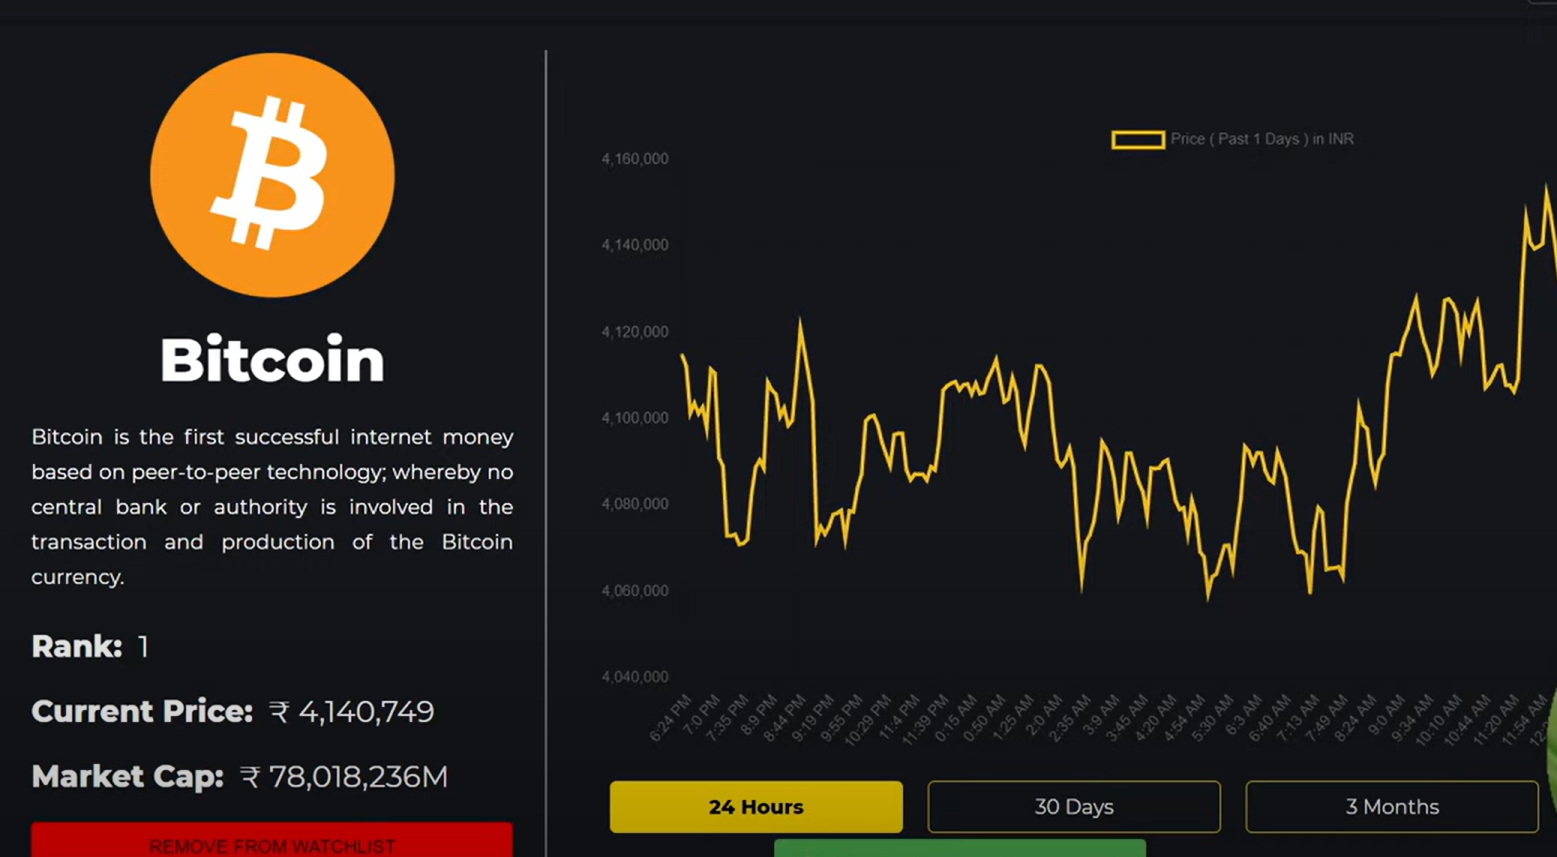 Bitcoin
Bitcoin is the first successful internet money
based on peer-to-peer technology; whereby no
central bank or authority is involved in the
transaction and production of the Bitcoin
currency.
Rank: 1
Current Price: ₹ 4,140,749
Market Cap: ₹ 78,018,236M
REMOVE FROM WATCHLIST
Price ( Past 1 Days ) in INR
4,160,000
4,140,000
4,120,000
4,100,000
4,080,000
4,060,000
4,040,000
6:24 PM
7:0 PM
7:35 PM
8:9 PM
8:44 PM
9:19 PM
9:55 PM
10:29 PM
11:4 PM
11:39 PM
0:15 AM
0:50 AM
1:25 AM
2:0 AM
2:35 AM
3:9 AM
3:45 AM
4:20 AM
4:54 AM
5:30 AM
6:3 AM
6:40 AM
7:13 AM
7:49 AM
8:24 AM
9:0 AM
9:34 AM
10:10 AM
10:44 AM
11:20 AM
11:54 AM
24 Hours
30 Days
3 Months